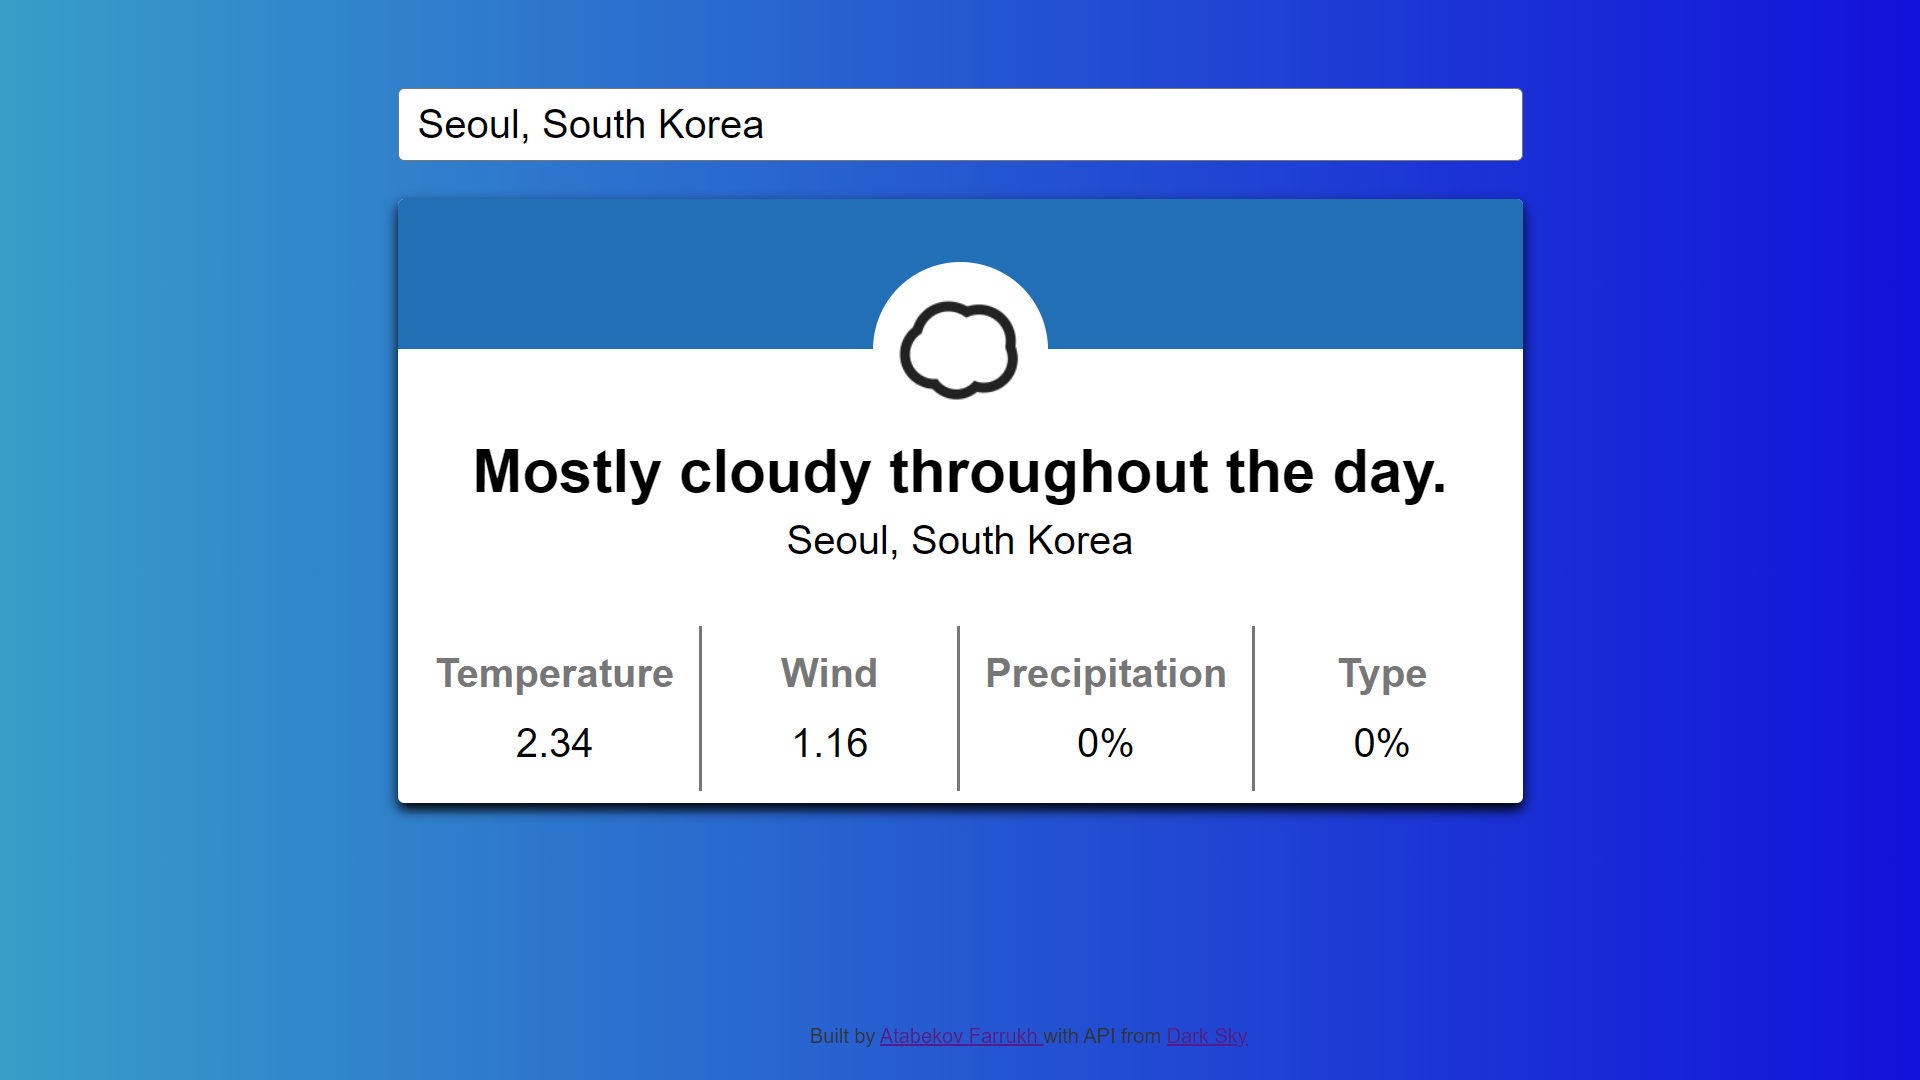 Seoul, South Korea
Mostly cloudy throughout the day.
Seoul, South Korea
Temperature Wind Precipitation Type
2.34 1.16 0% 0%
Built by Atabekov Farrukh with API from Dark Sky